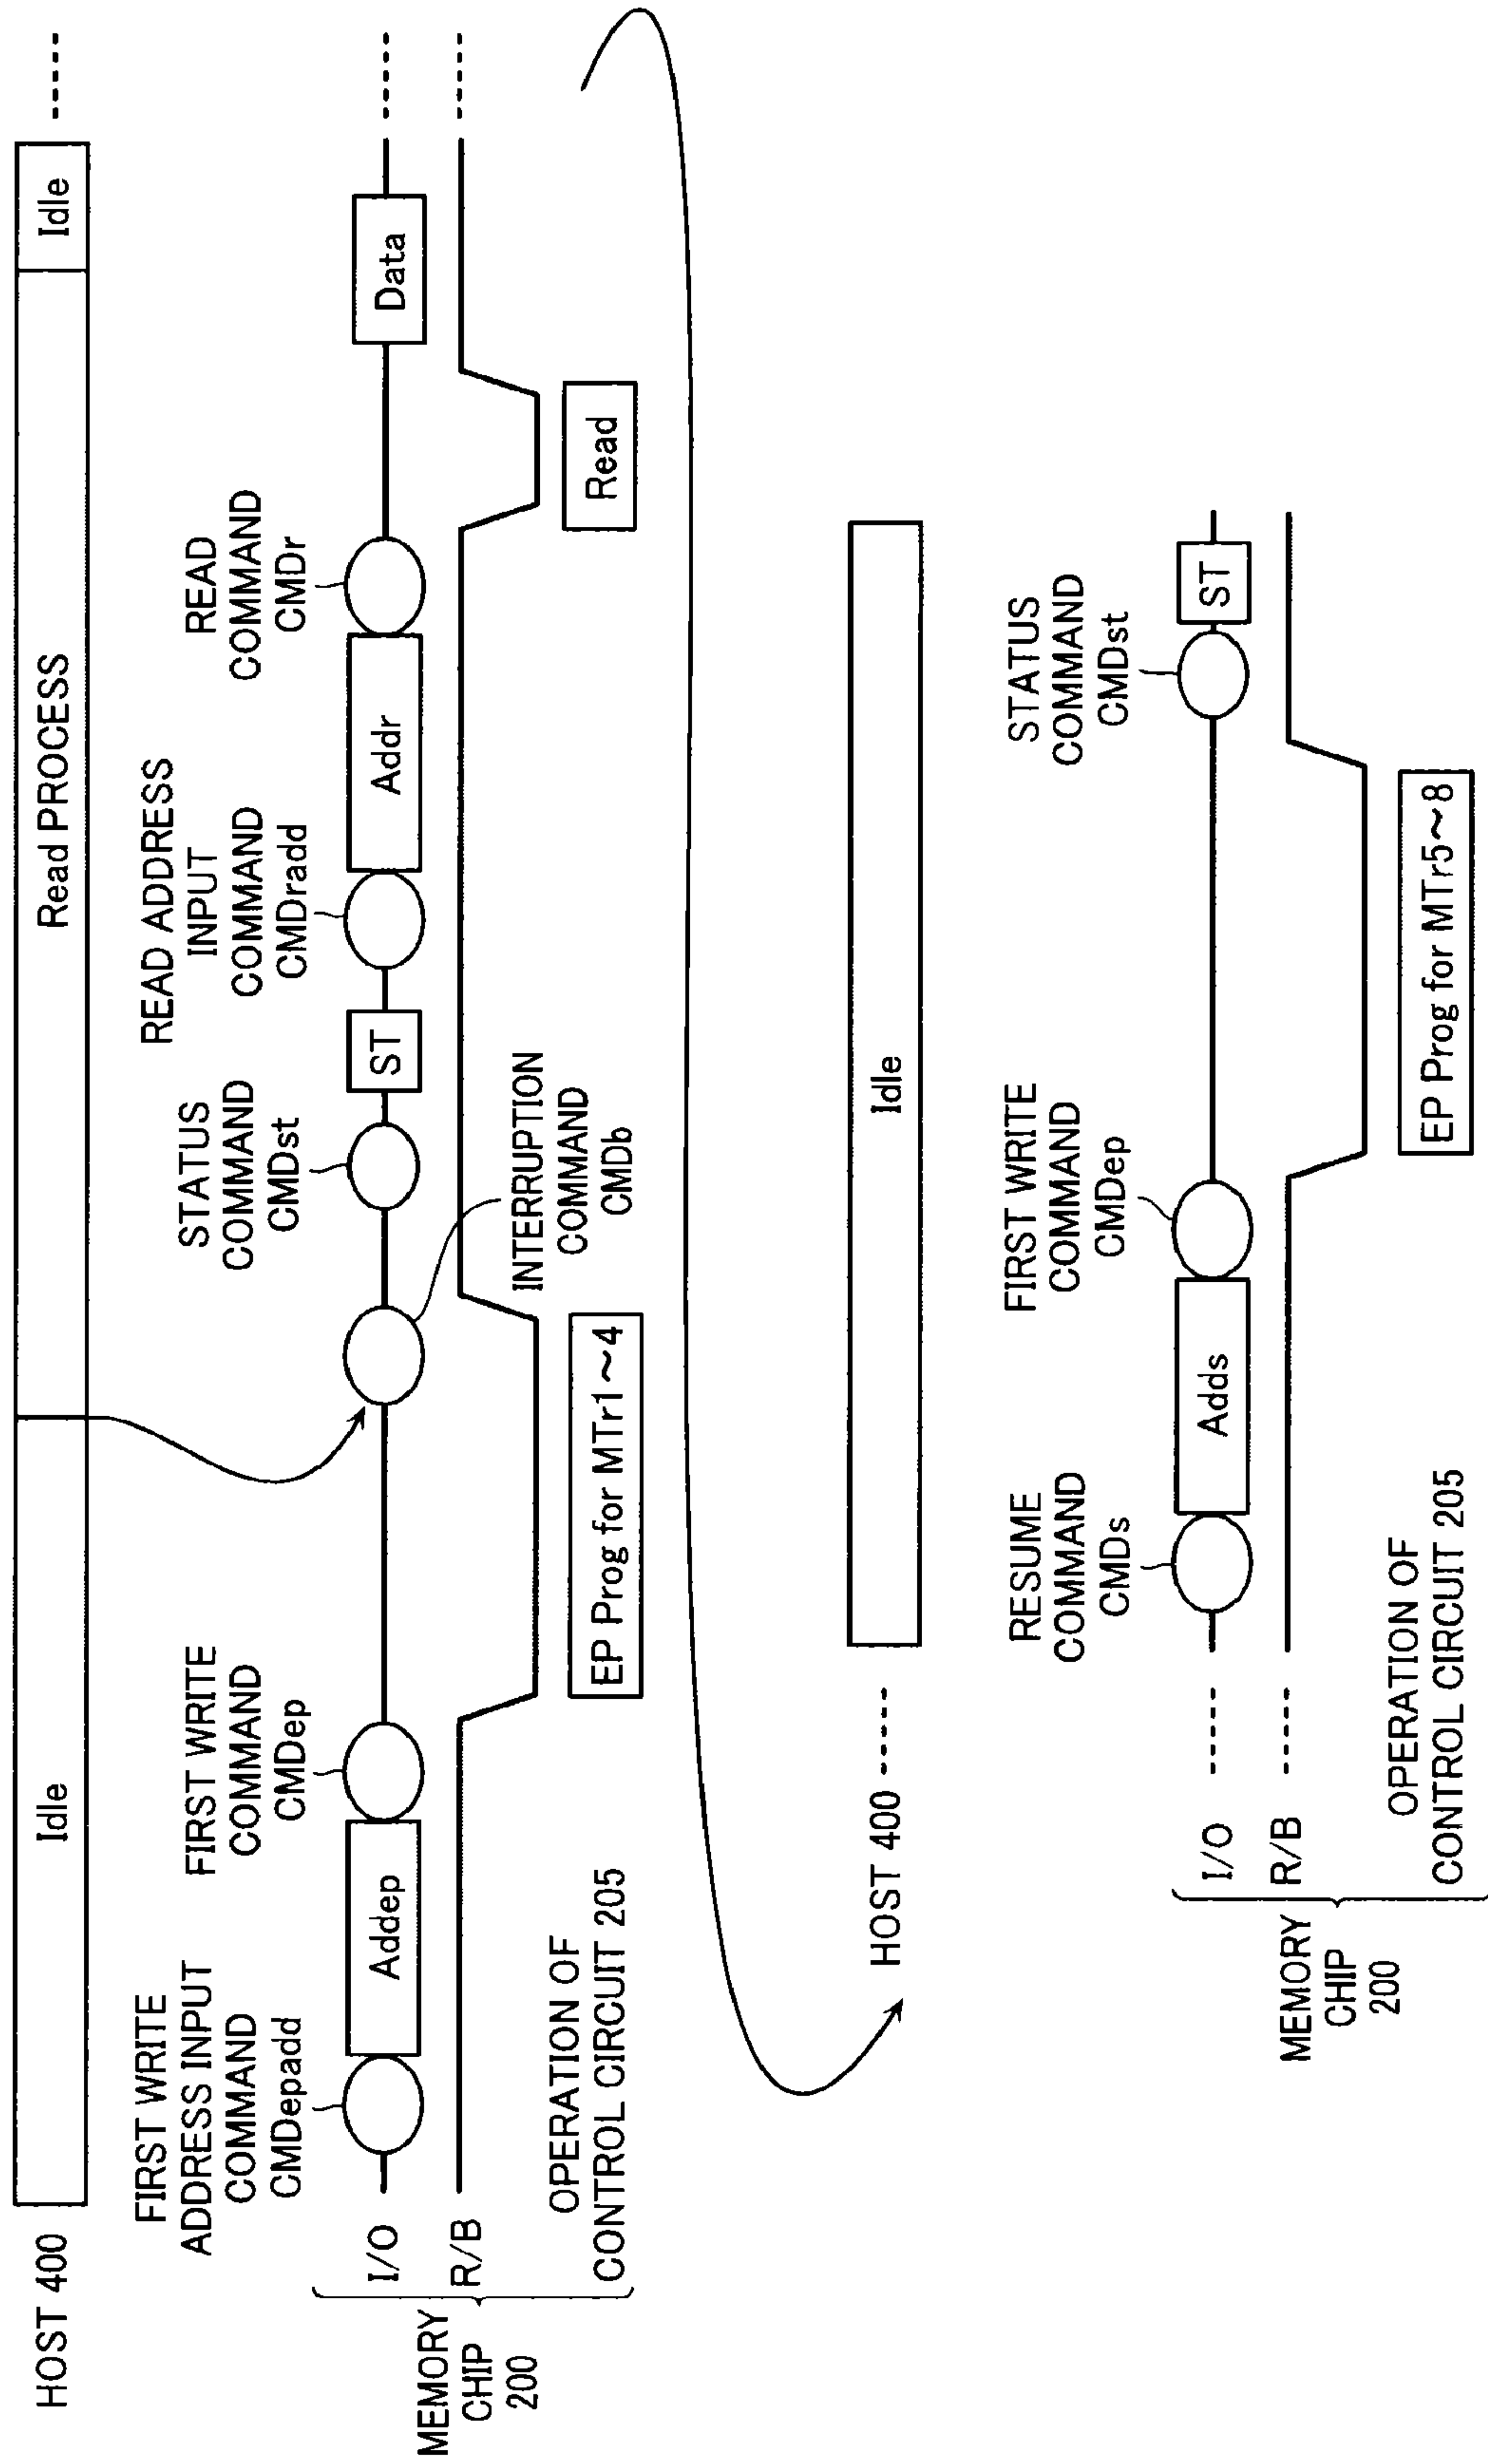 HOST 400
Idle
Read PROCESS
Idle
FIRST WRITE
ADDRESS INPUT
COMMAND
CMDepadd
FIRST WRITE
COMMAND
CMDep
STATUS
COMMAND
CMDst
READ ADDRESS
INPUT
COMMAND
CMDradd
READ
COMMAND
CMDr
I/O
Addep
ST
Addr
Data
R/B
MEMORY
CHIP
200
INTERRUPTION
COMMAND
CMDb
OPERATION OF
CONTROL CIRCUIT 205
EP Prog for MTr1~4
Read
HOST 400
Idle
RESUME
COMMAND
CMDs
FIRST WRITE
COMMAND
CMDep
STATUS
COMMAND
CMDst
I/O
Adds
ST
R/B
MEMORY
CHIP
200
OPERATION OF
CONTROL CIRCUIT 205
EP Prog for MTr5~8